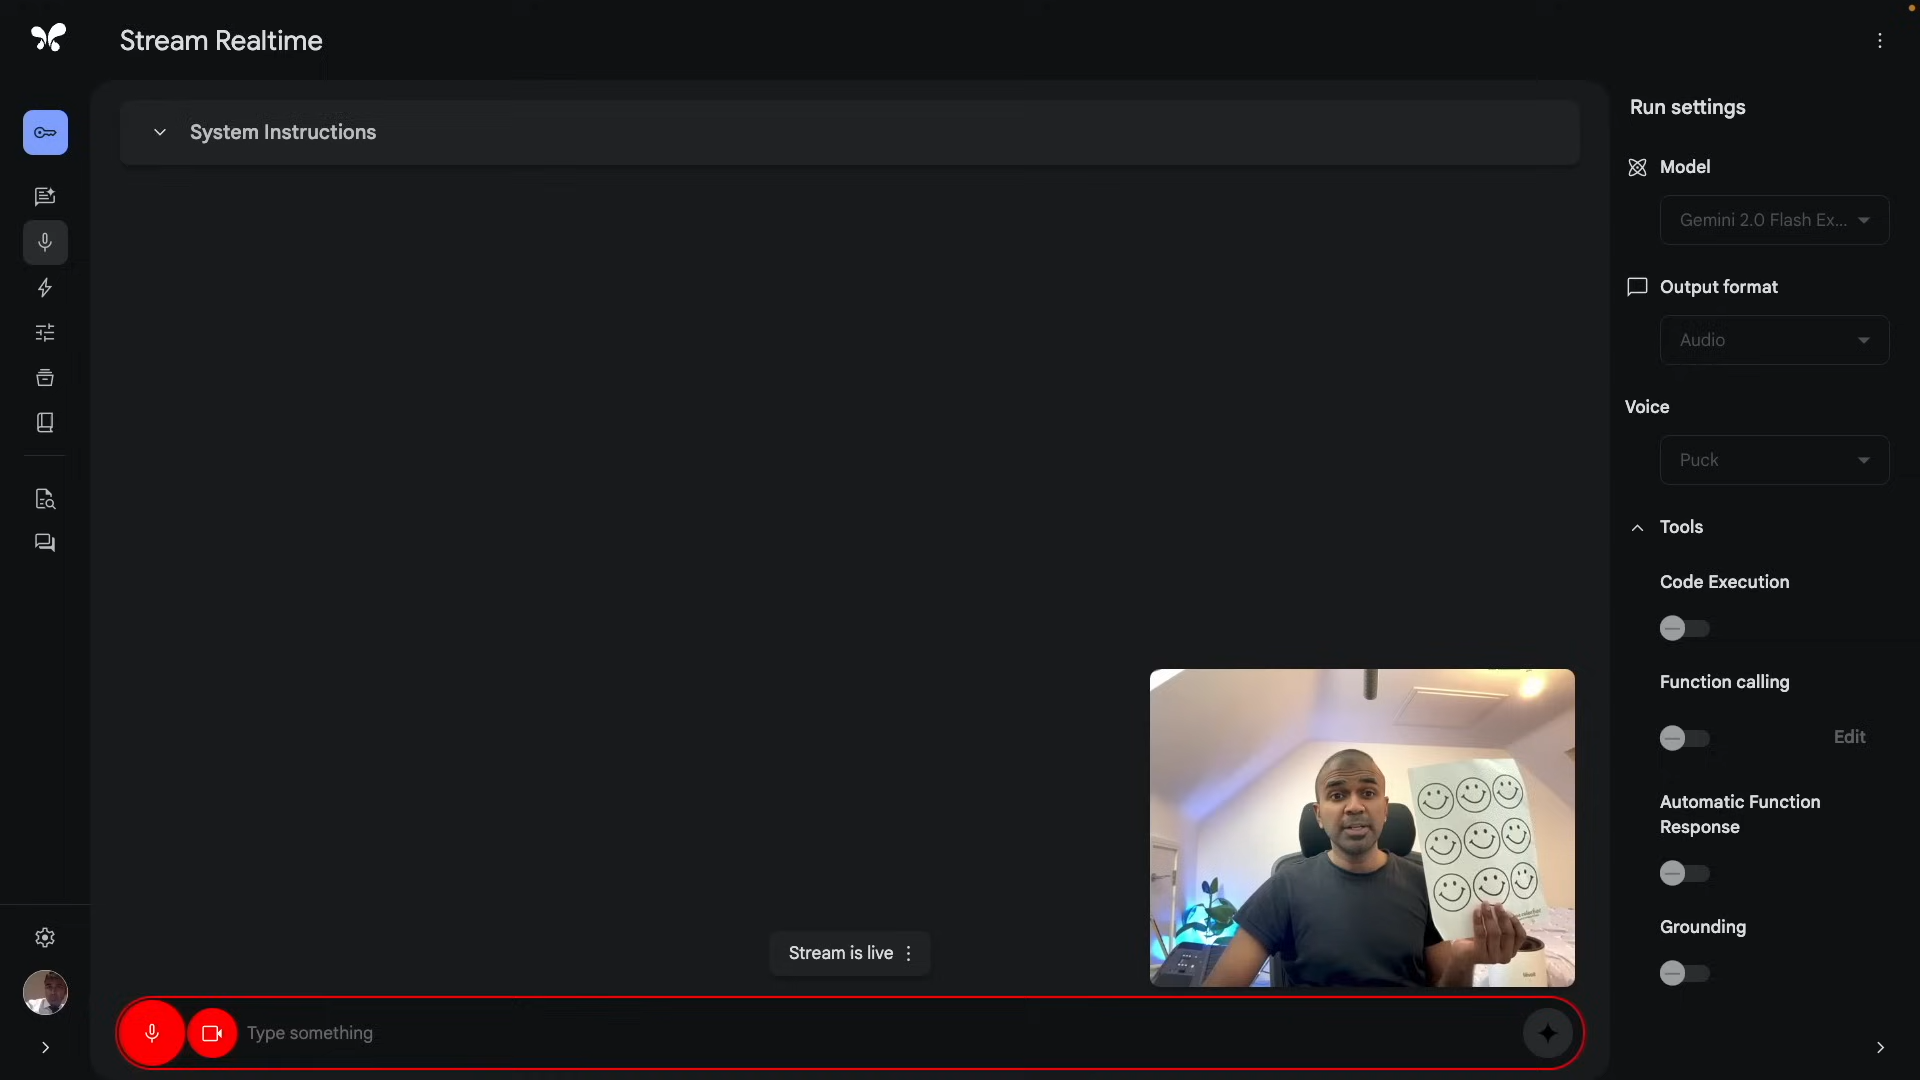 Stream Realtime
System Instructions
Run settings
Model
Gemini 2.0 Flash Ex...
Output format
Audio
Voice
Puck
Tools
Code Execution
Function calling
Edit
Automatic Function
Response
Grounding
Stream is live
Type something